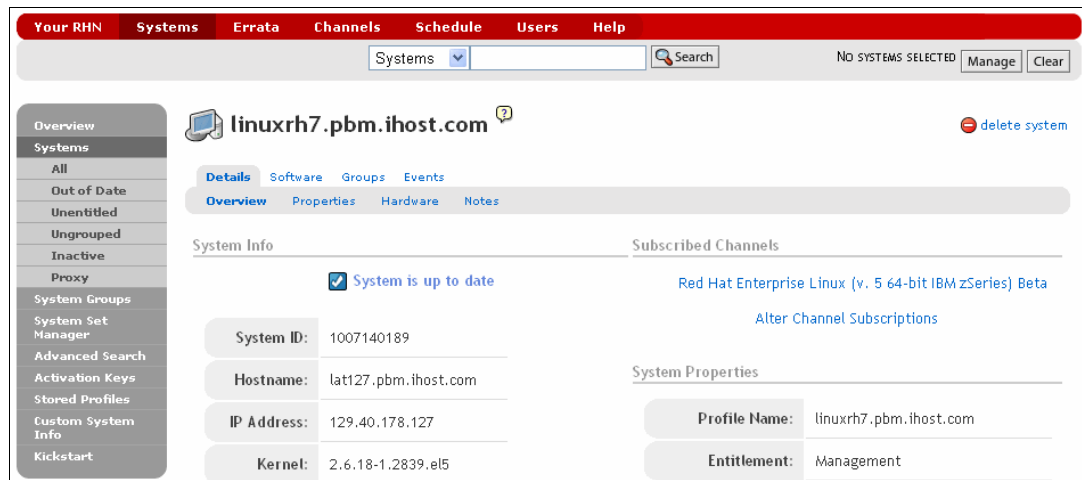 Your RHN Systems Errata Channels Schedule Users Help
Systems Search NO SYSTEMS SELECTED Manage Clear
Overview
Systems
All
Out of Date
Unentitled
Ungrouped
Inactive
Proxy
System Groups
System Set
Manager
Advanced Search
Activation Keys
Stored Profiles
Custom System
Info
Kickstart
linuxrh7.pbm.ihost.com ?
delete system
Details Software Groups Events
Overview Properties Hardware Notes
System Info
System is up to date
System ID: 1007140189
Hostname: lat127.pbm.ihost.com
IP Address: 129.40.178.127
Kernel: 2.6.18-1.2839.el5
Subscribed Channels
Red Hat Enterprise Linux (v. 5 64-bit IBM zSeries) Beta
Alter Channel Subscriptions
System Properties
Profile Name: linuxrh7.pbm.ihost.com
Entitlement: Management